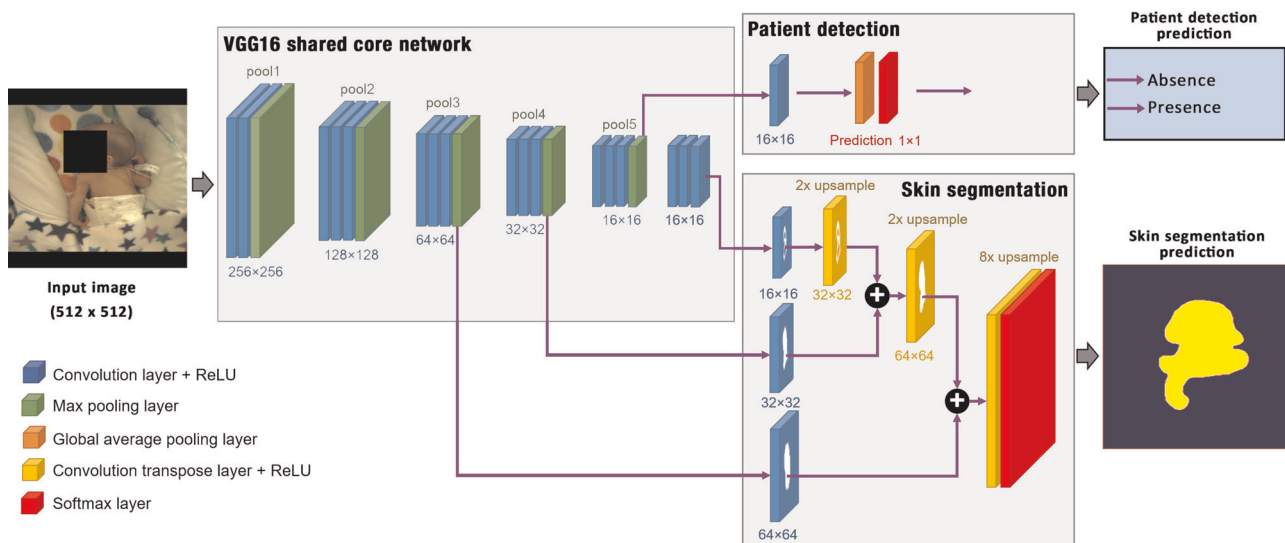 VGG16 shared core network
pool1
pool2
pool3
pool4
pool5
256×256
128×128
64×64
32×32
16×16
16×16
Input image
(512 x 512)
Patient detection
16×16
Prediction 1×1
Patient detection
prediction
Absence
Presence
Skin segmentation
2x upsample
2x upsample
8x upsample
16×16
32×32
64×64
32×32
64×64
Skin segmentation
prediction
Convolution layer + ReLU
Max pooling layer
Global average pooling layer
Convolution transpose layer + ReLU
Softmax layer